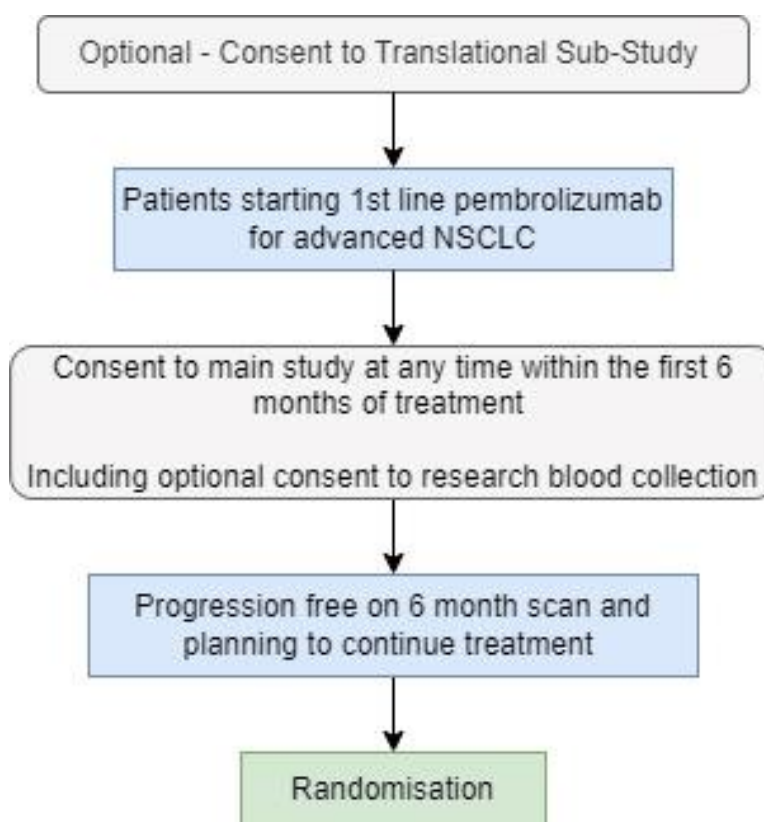 Optional - Consent to Translational Sub-Study
Patients starting 1st line pembrolizumab
for advanced NSCLC
Consent to main study at any time within the first 6
months of treatment
Including optional consent to research blood collection
Progression free on 6 month scan and
planning to continue treatment
Randomisation